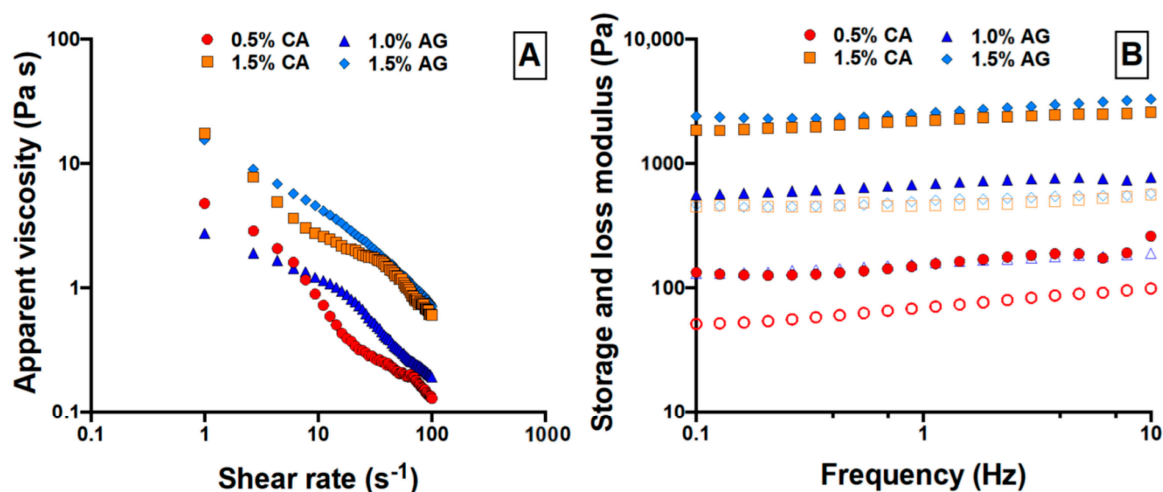 0.5% CA 1.0% AG
1.5% CA 1.5% AG
A
Apparent viscosity (Pa s)
100
10
1
0.1
0.1 1 10 100 1000
Shear rate (s-1)
0.5% CA 1.0% AG
1.5% CA 1.5% AG
B
Storage and loss modulus (Pa)
10,000
1000
100
10
0.1 1 10
Frequency (Hz)